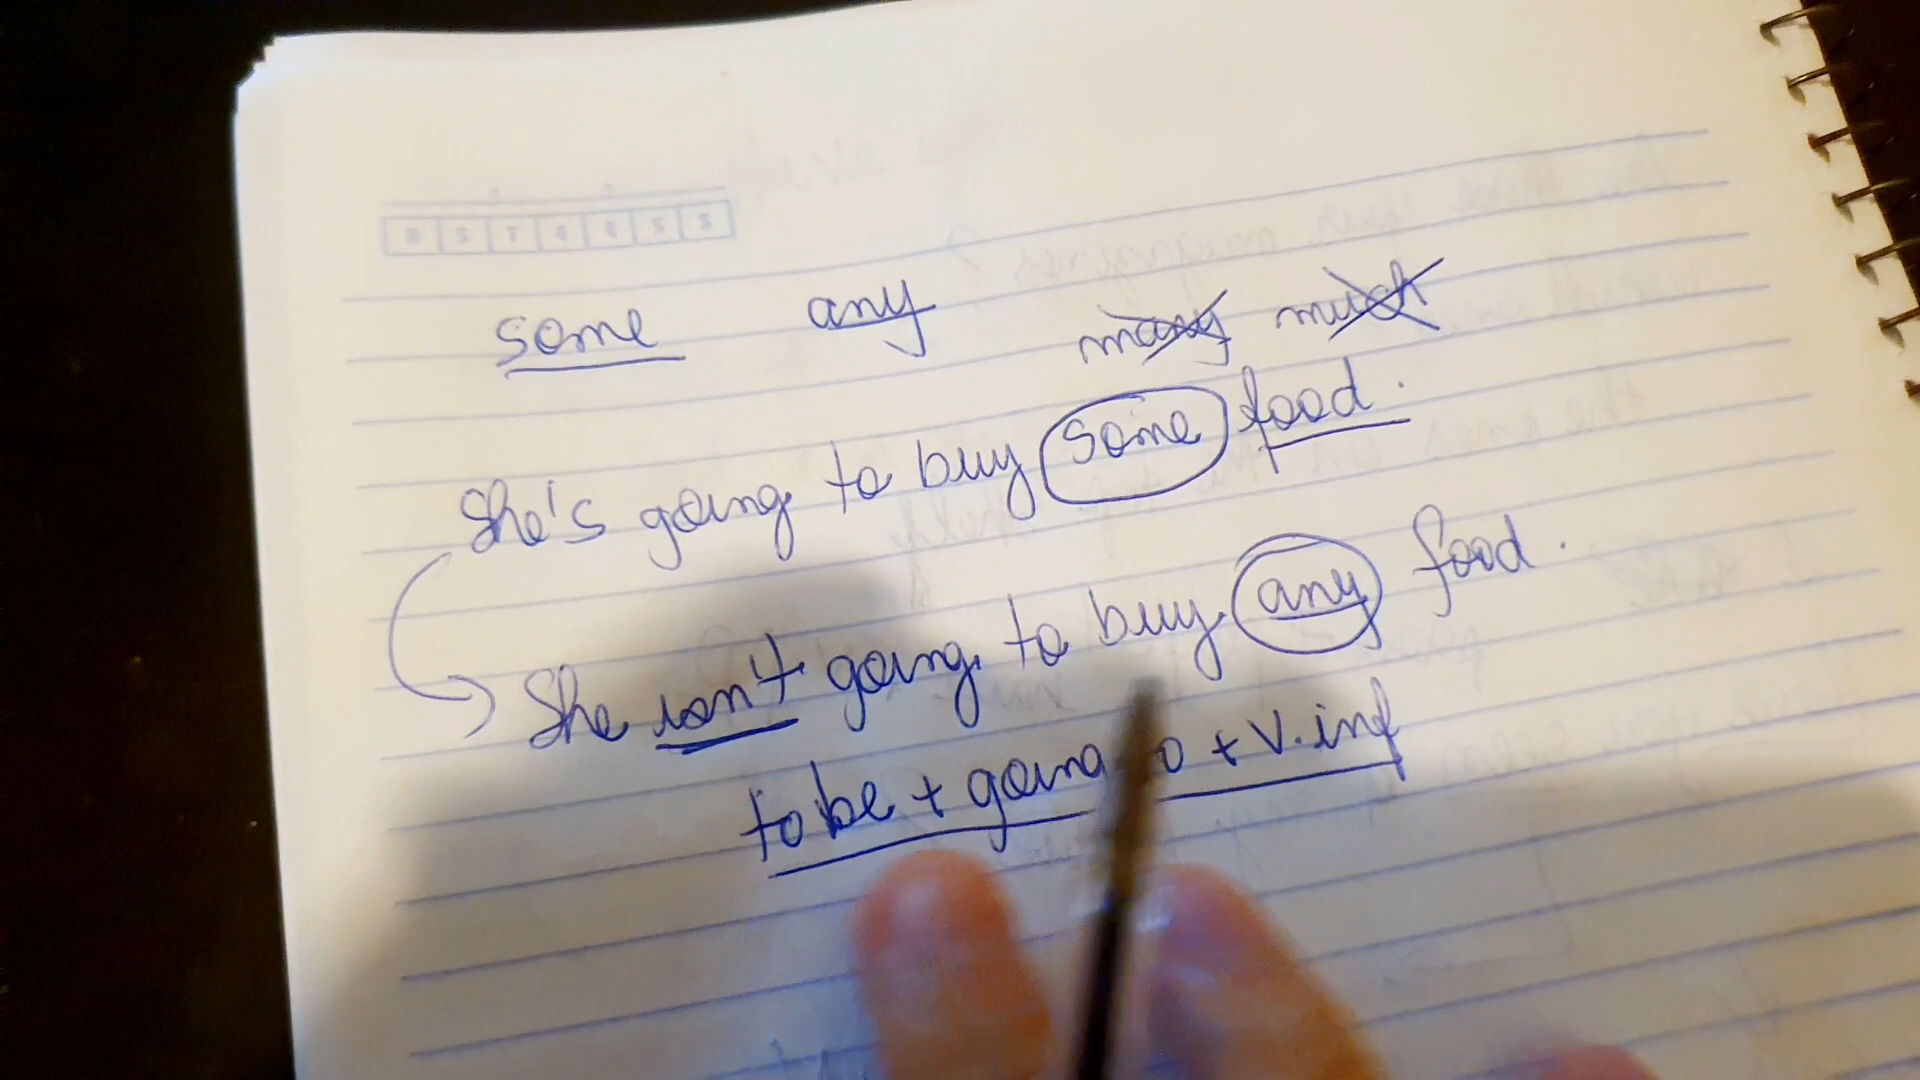 some any many much
She's going to buy some food.
She isn't going to buy any food.
to be + going o + v.inf